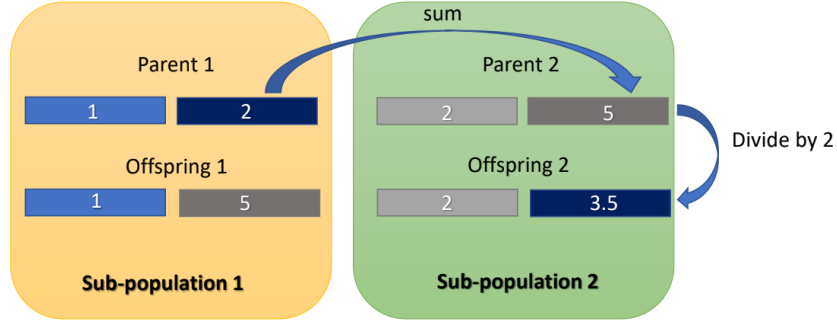 sum
Parent 1
Parent 2
1 2
2 5
Divide by 2
Offspring 1
Offspring 2
1 5
2 3.5
Sub-population 1
Sub-population 2